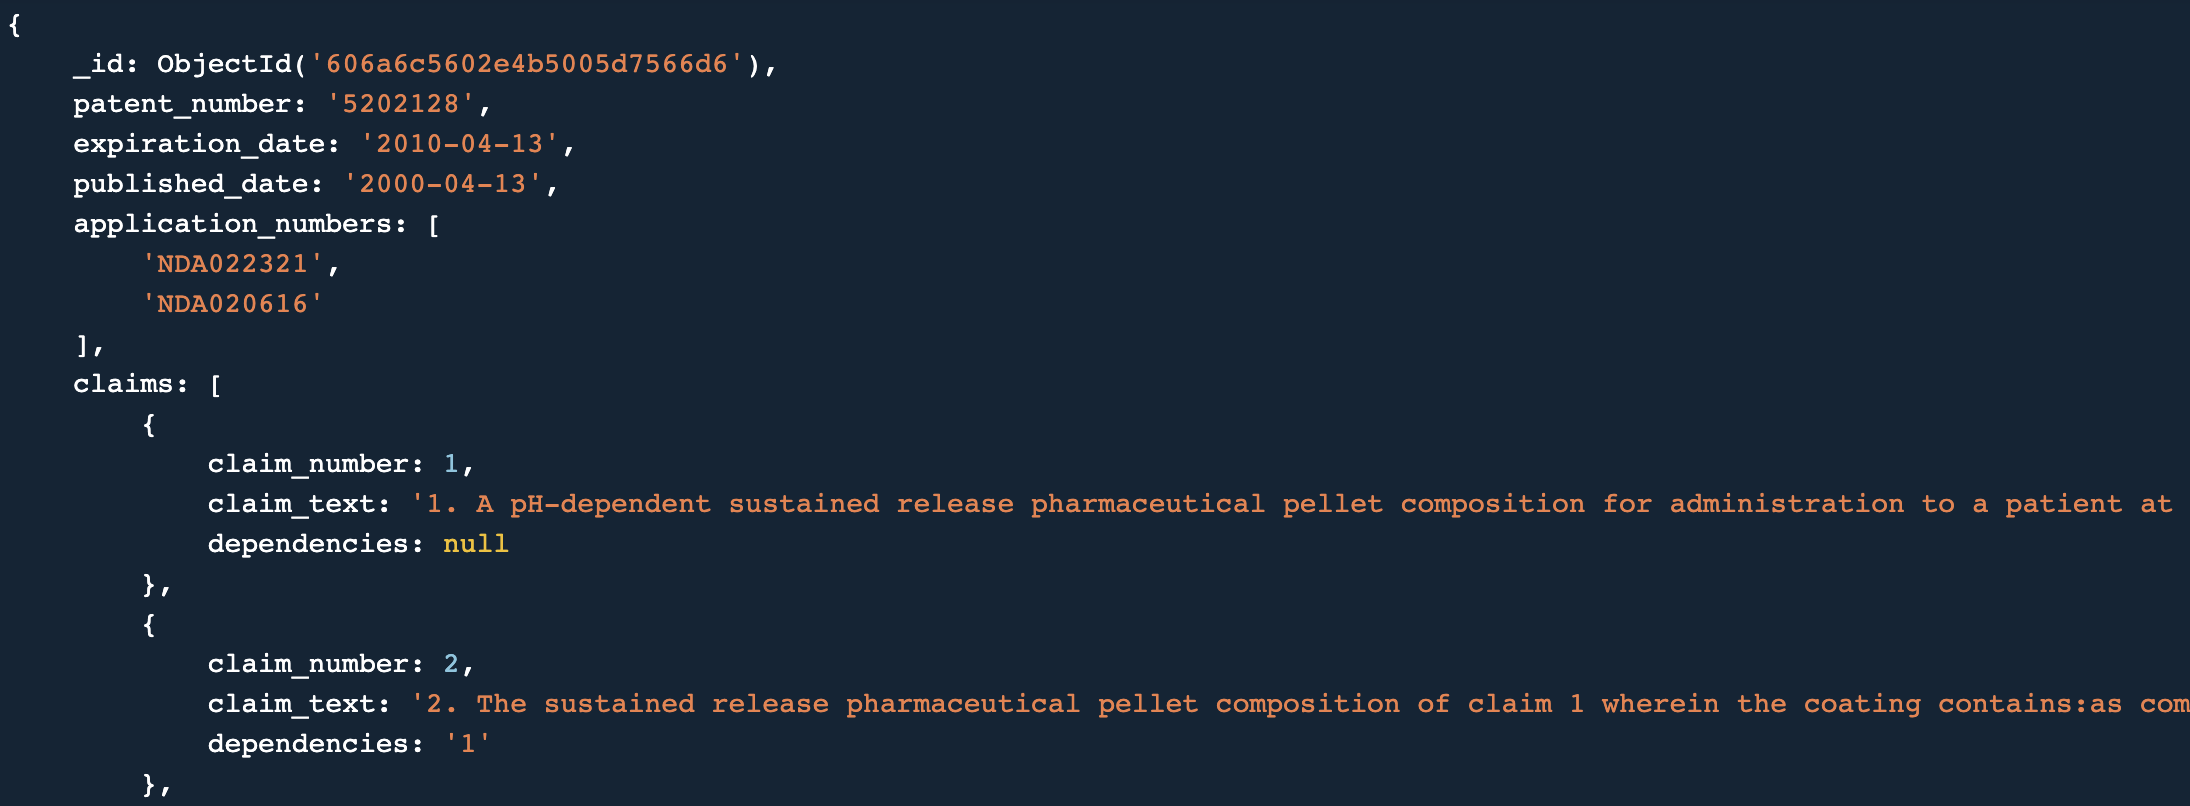 {
    _id: ObjectId('606a6c5602e4b5005d7566d6'),
    patent_number: '5202128',
    expiration_date: '2010-04-13',
    published_date: '2000-04-13',
    application_numbers: [
        'NDA022321',
        'NDA020616'
    ],
    claims: [
        {
            claim_number: 1,
            claim_text: '1. A pH-dependent sustained release pharmaceutical pellet composition for administration to a patient at
            dependencies: null
        },
        {
            claim_number: 2,
            claim_text: '2. The sustained release pharmaceutical pellet composition of claim 1 wherein the coating contains:as com
            dependencies: '1'
        },